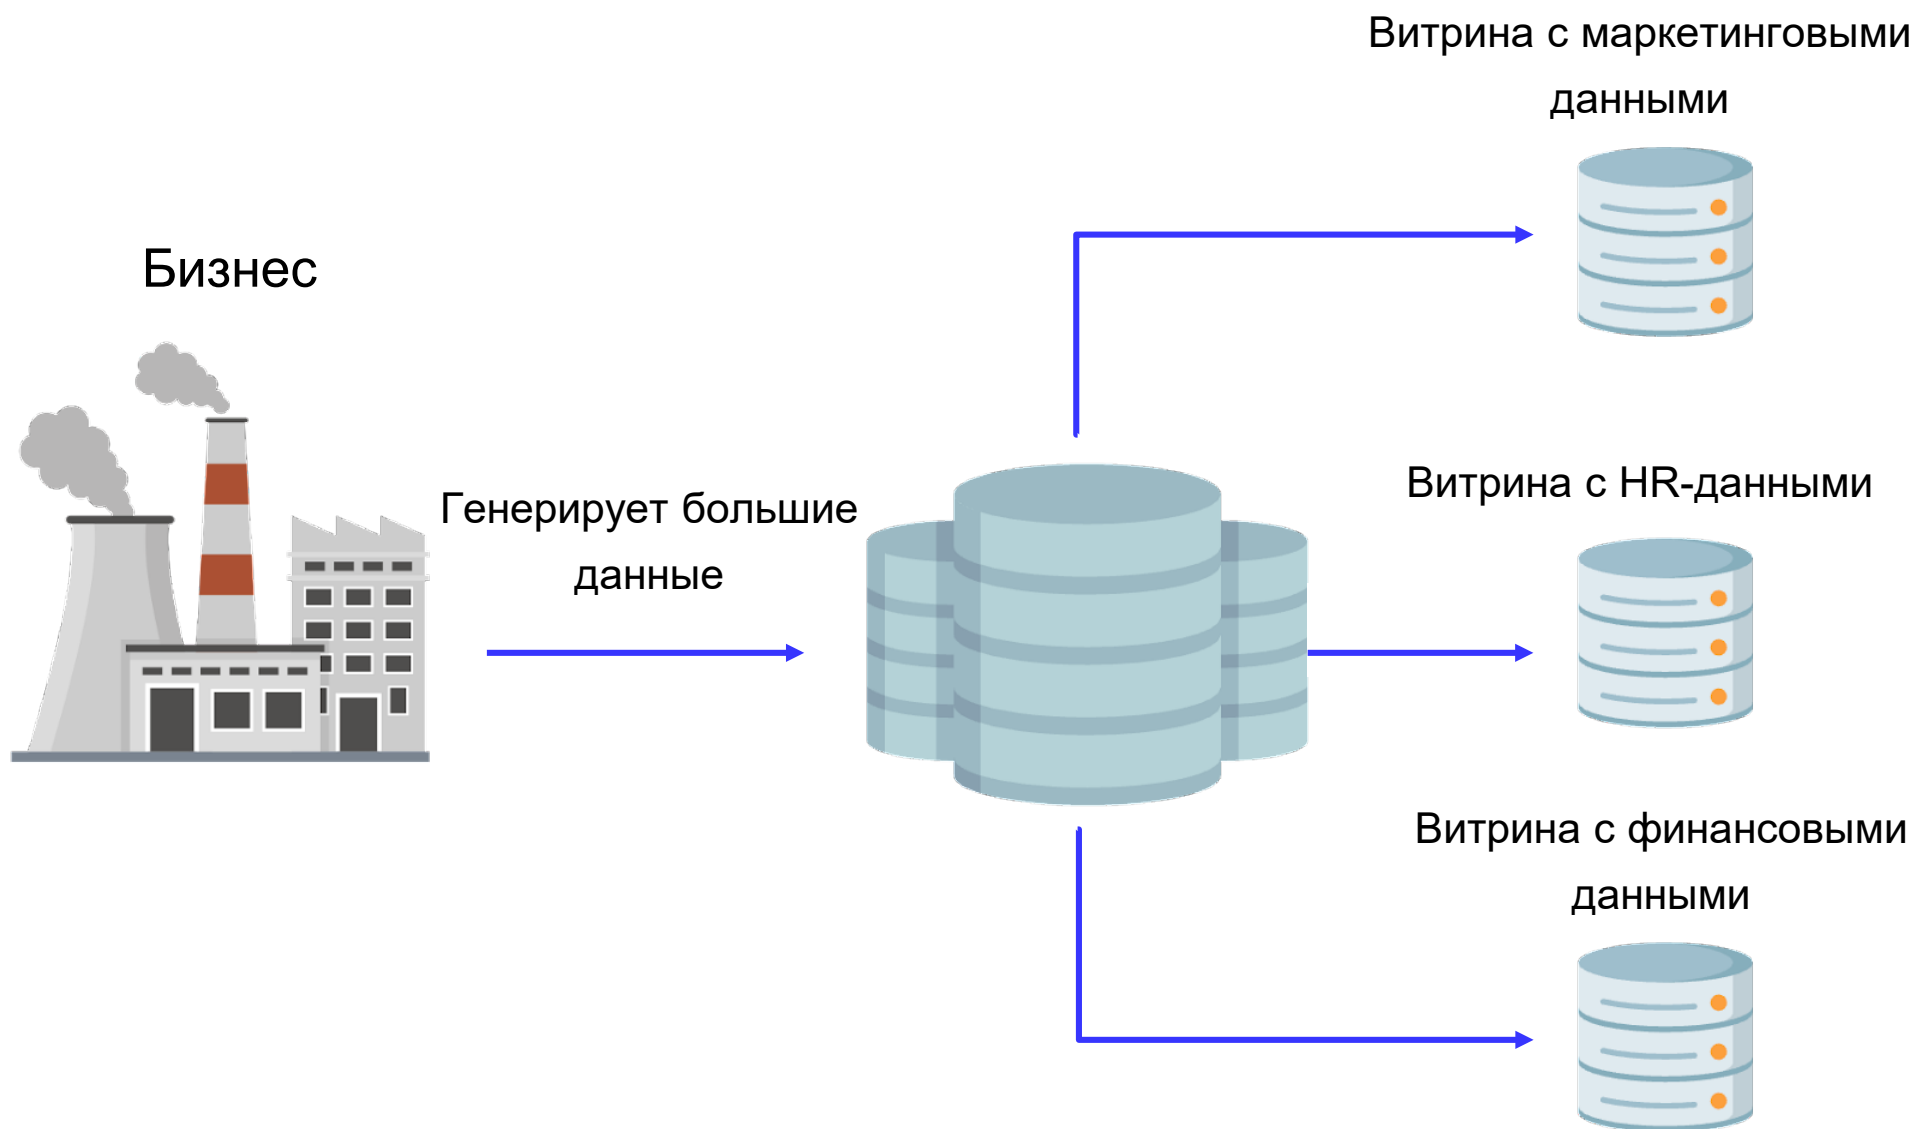 Витрина с маркетинговыми
данными
Бизнес
Генерирует большие
данные
Витрина с HR-данными
Витрина с финансовыми
данными